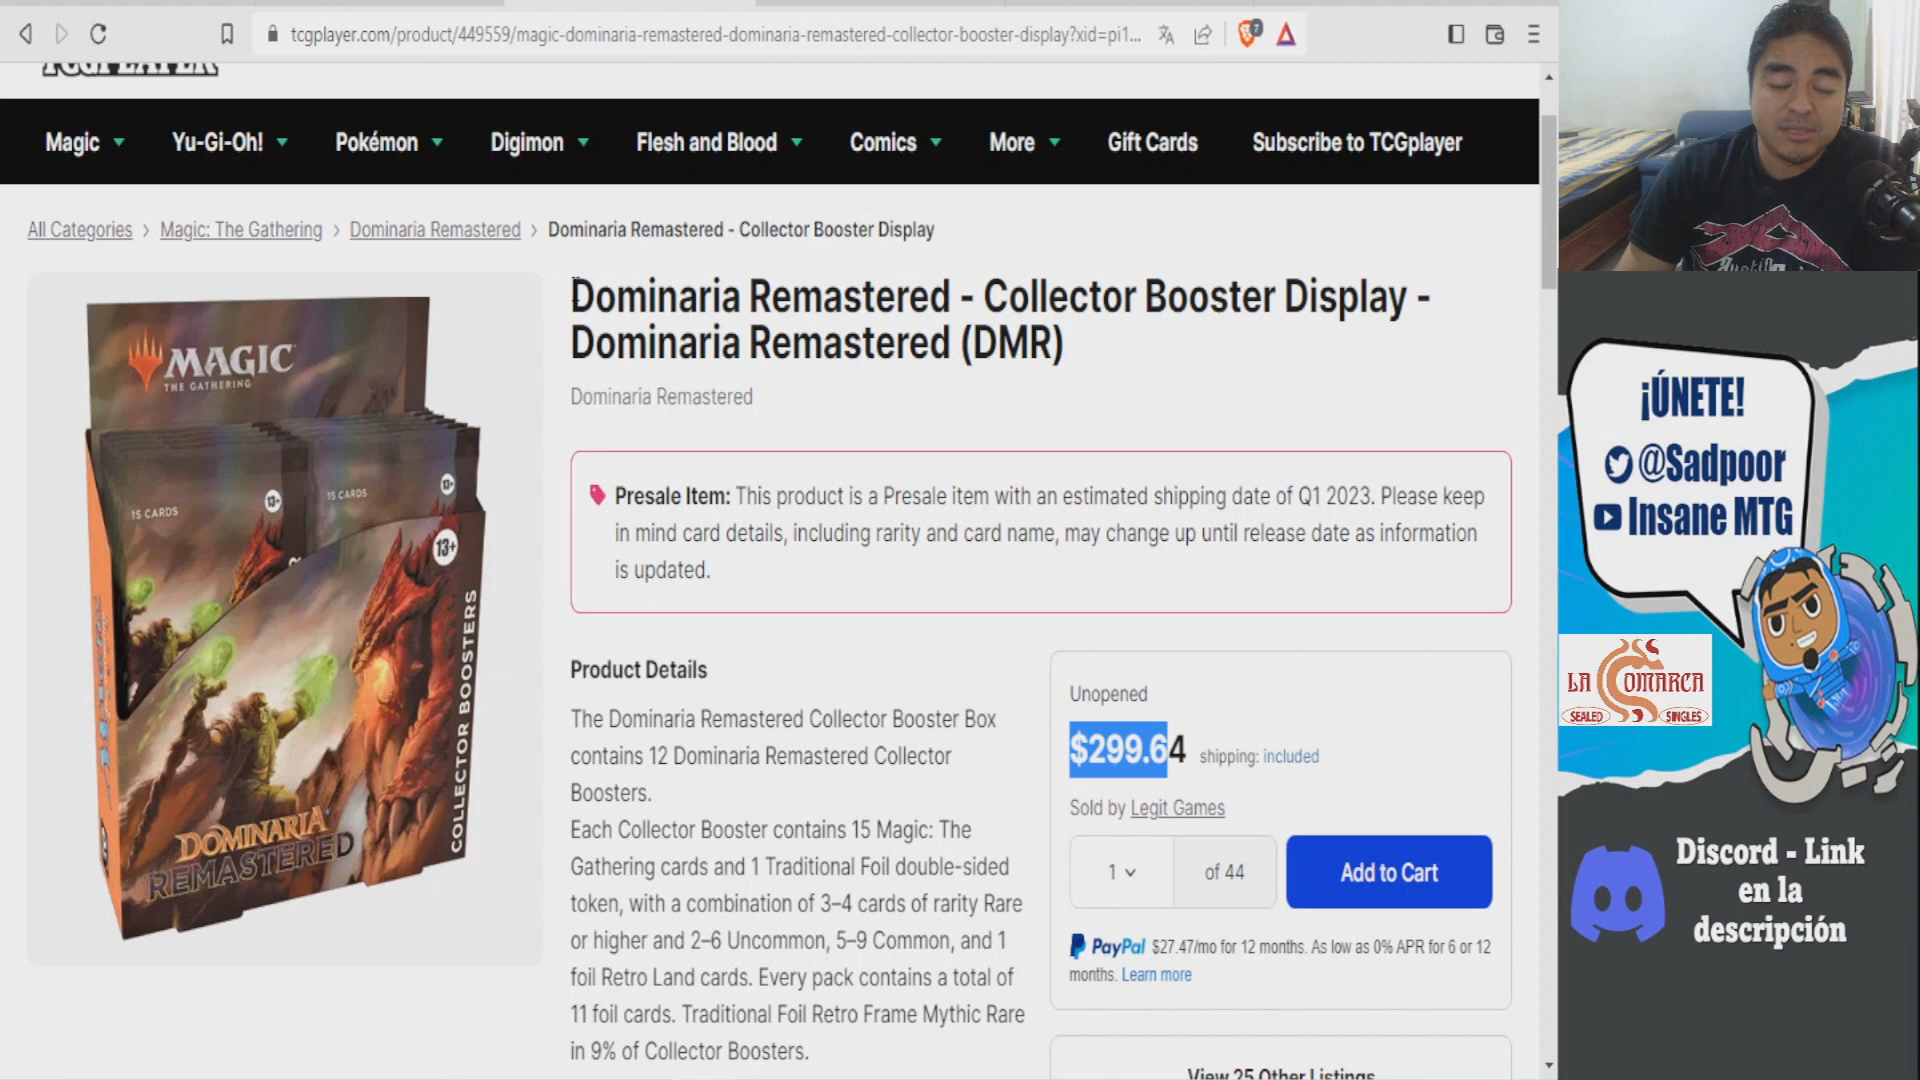 tcgplayer.com/product/449559/magic-dominaria-remastered-dominaria-remastered-collector-booster-display?xid=pi1...
7
TCGPLAYER
Magic Yu-Gi-Oh! Pokémon Digimon Flesh and Blood Comics More Gift Cards Subscribe to TCGplayer
All Categories > Magic: The Gathering > Dominaria Remastered > Dominaria Remastered - Collector Booster Display
Dominaria Remastered - Collector Booster Display -
Dominaria Remastered (DMR)
Dominaria Remastered
Presale Item: This product is a Presale item with an estimated shipping date of Q1 2023. Please keep
in mind card details, including rarity and card name, may change up until release date as information
is updated.
MAGIC
THE GATHERING
15 CARDS
13+
15 CARDS
13+
13+
COLLECTOR BOOSTERS
DOMINARIA
REMASTERED
Product Details
The Dominaria Remastered Collector Booster Box
contains 12 Dominaria Remastered Collector
Boosters.
Each Collector Booster contains 15 Magic: The
Gathering cards and 1 Traditional Foil double-sided
token, with a combination of 3–4 cards of rarity Rare
or higher and 2–6 Uncommon, 5–9 Common, and 1
foil Retro Land cards. Every pack contains a total of
11 foil cards. Traditional Foil Retro Frame Mythic Rare
in 9% of Collector Boosters.
Unopened
$299.64 shipping: included
Sold by Legit Games
1 of 44 Add to Cart
PayPal $27.47/mo for 12 months. As low as 0% APR for 6 or 12
months. Learn more
View 25 Other Listings
¡ÚNETE!
@Sadpoor
Insane MTG
LA COMARCA
SEALED SINGLES
Discord - Link
en la
descripción